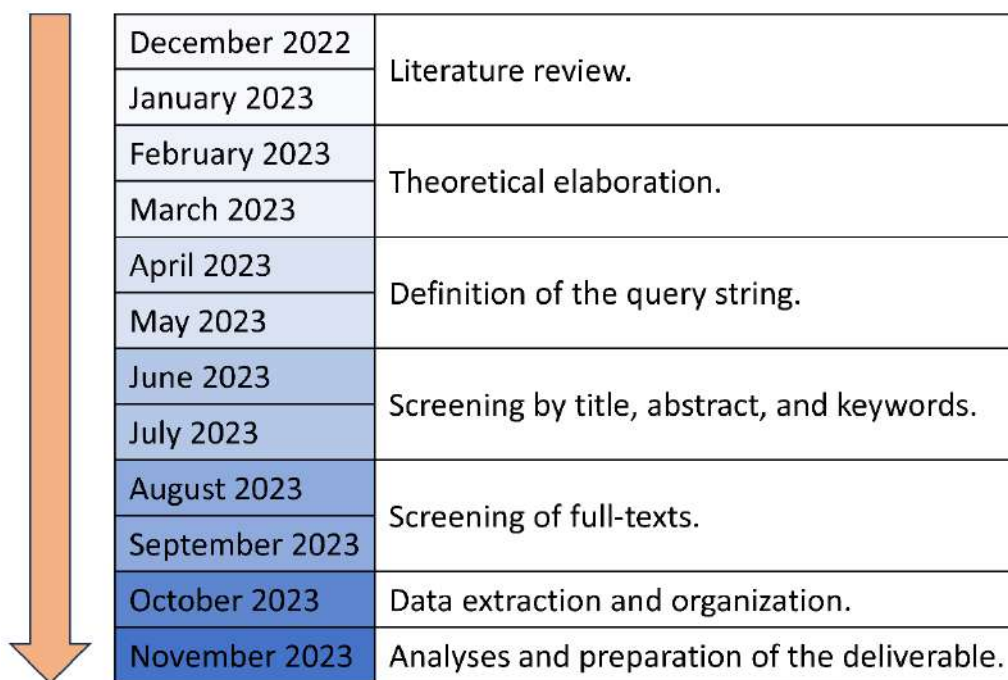 December 2022
Literature review.
January 2023
February 2023
Theoretical elaboration.
March 2023
April 2023
Definition of the query string.
May 2023
June 2023
Screening by title, abstract, and keywords.
July 2023
August 2023
Screening of full-texts.
September 2023
October 2023
Data extraction and organization.
November 2023
Analyses and preparation of the deliverable.